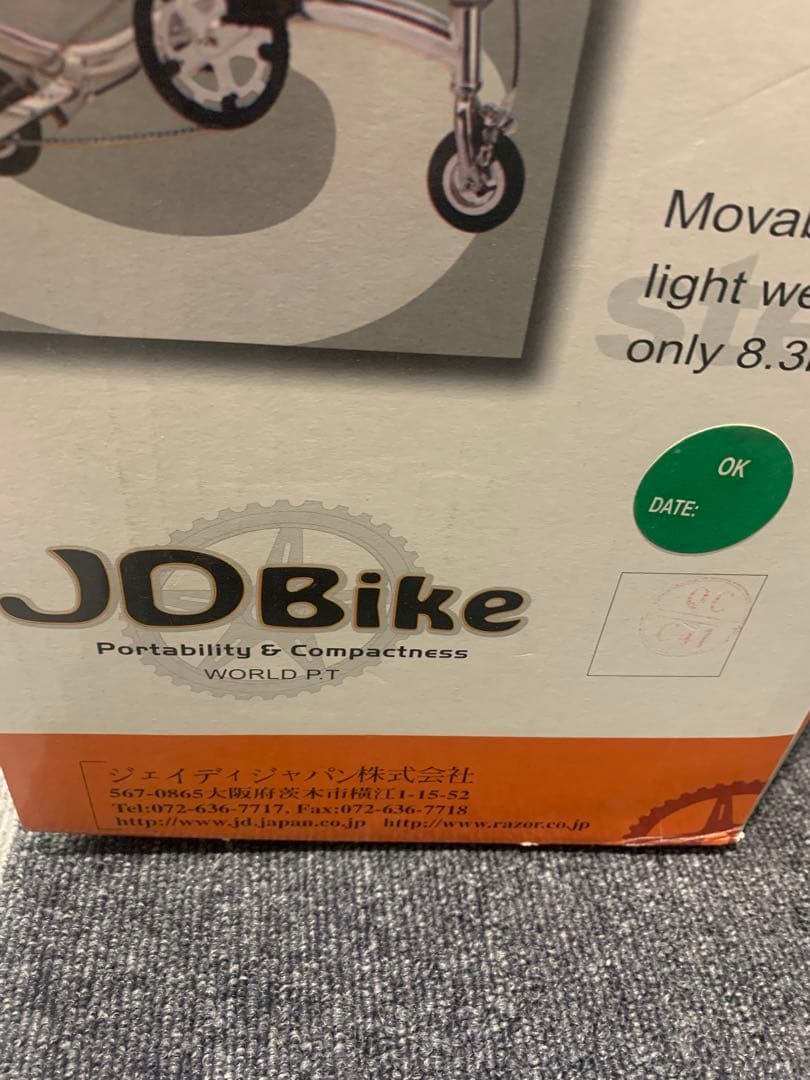 Movab
light we
only 8.3
OK
DATE:
QC
JDBike
Portability & Compactness
WORLD P.T
ジェイディジャパン株式会社
567-0865大阪府茨木市横江1-15-52
Tel:072-636-7717, Fax:072-636-7718
http://www.jd.japan.co.jp http://www.razor.co.jp